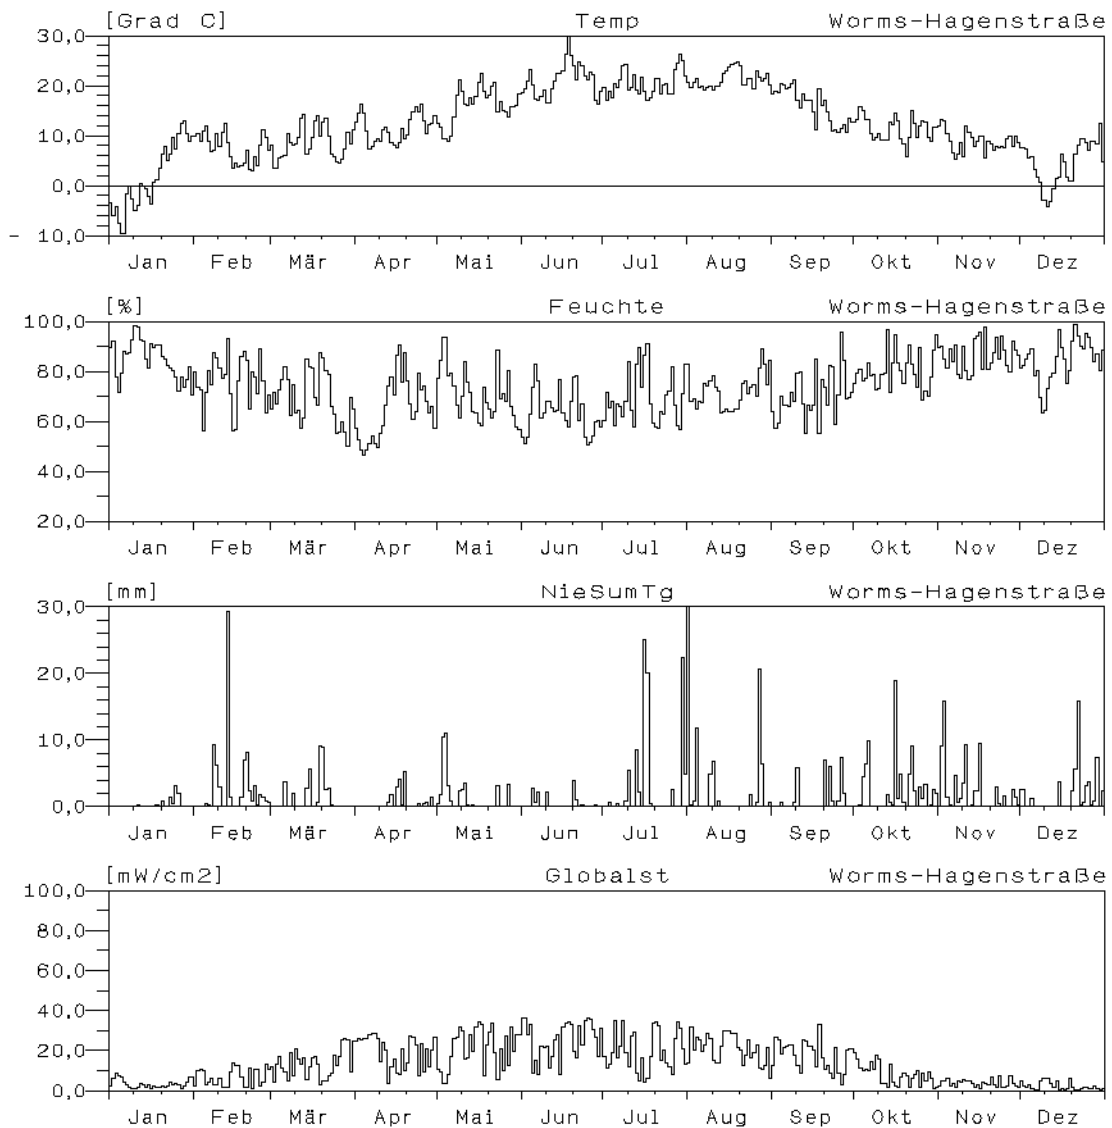 [Grad C] Temp Worms-Hagenstraße
30,0
20,0
10,0
0,0
- 10,0
Jan Feb Mär Apr Mai Jun Jul Aug Sep Okt Nov Dez
[%] Feuchte Worms-Hagenstraße
100,0
80,0
60,0
40,0
20,0
Jan Feb Mär Apr Mai Jun Jul Aug Sep Okt Nov Dez
[mm] NieSumTg Worms-Hagenstraße
30,0
20,0
10,0
0,0
Jan Feb Mär Apr Mai Jun Jul Aug Sep Okt Nov Dez
[mW/cm2] Globalst Worms-Hagenstraße
100,0
80,0
60,0
40,0
20,0
0,0
Jan Feb Mär Apr Mai Jun Jul Aug Sep Okt Nov Dez